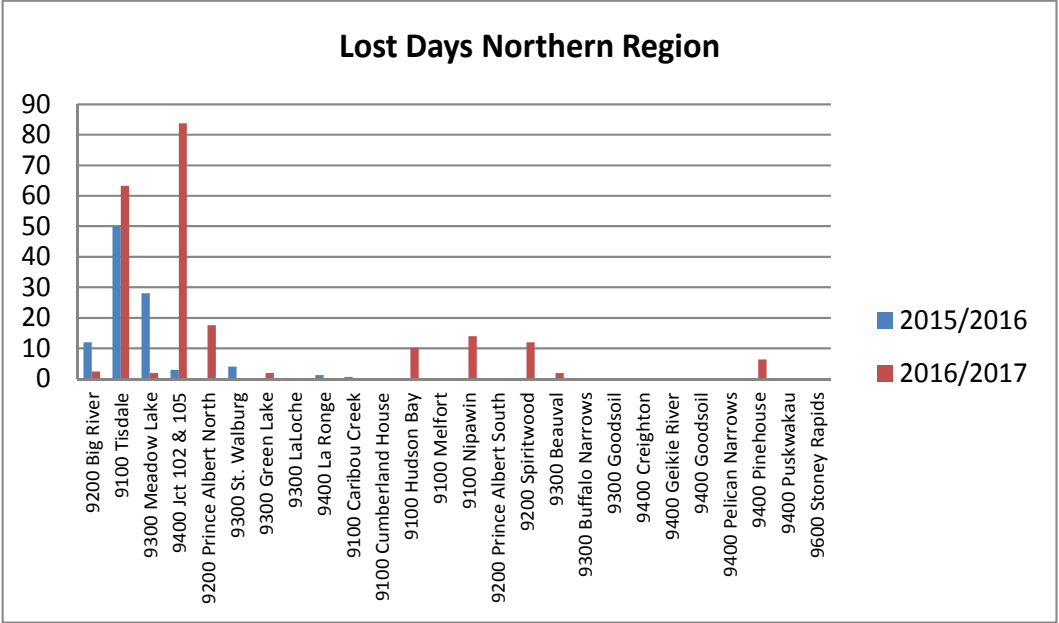 Lost Days Northern Region
90
80
70
60
50
40
30
20
10
0
9200 Big River
9100 Tisdale
9300 Meadow Lake
9400 Jct 102 & 105
9200 Prince Albert North
9300 St. Walburg
9300 Green Lake
9300 LaLoche
9400 La Ronge
9100 Caribou Creek
9100 Cumberland House
9100 Hudson Bay
9100 Melfort
9100 Nipawin
9200 Prince Albert South
9200 Spiritwood
9300 Beauval
9300 Buffalo Narrows
9300 Goodsoil
9400 Creighton
9400 Geikie River
9400 Goodsoil
9400 Pelican Narrows
9400 Pinehouse
9400 Puskwakau
9600 Stoney Rapids
2015/2016
2016/2017